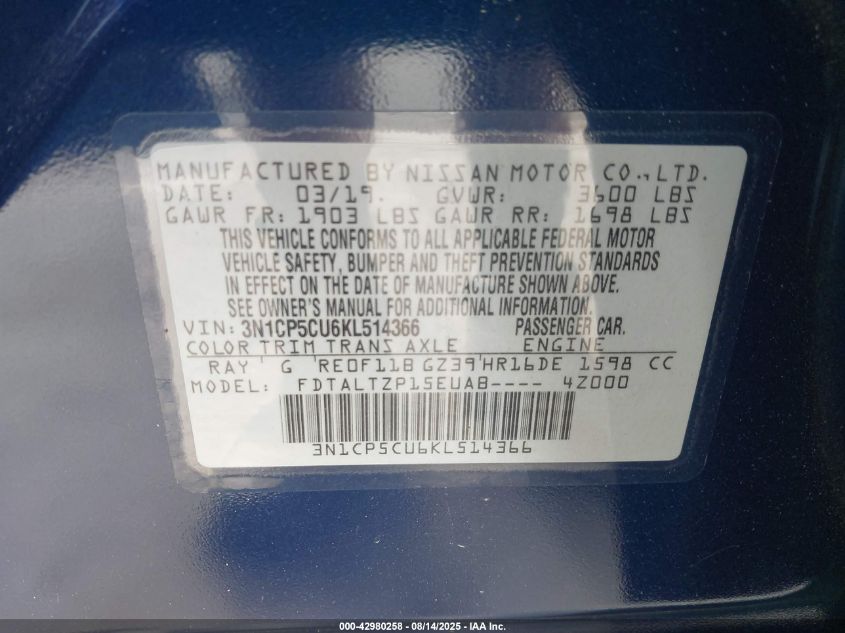 MANUFACTURED BY NISSAN MOTOR CO., LTD.
DATE: 03/19. GVWR: 3600 LBS
GAWR FR: 1903 LBS GAWR RR: 1698 LBS
THIS VEHICLE CONFORMS TO ALL APPLICABLE FEDERAL MOTOR
VEHICLE SAFETY, BUMPER AND THEFT PREVENTION STANDARDS
IN EFFECT ON THE DATE OF MANUFACTURE SHOWN ABOVE.
SEE OWNER'S MANUAL FOR ADDITIONAL INFORMATION.
VIN: 3N1CP5CU6KL514366 PASSENGER CAR.
COLOR TRIM TRANS AXLE ENGINE
RAY G RE0F11B GZ39 HR16DE 1598 CC
MODEL: FDTALTZP15EUAB---- 4Z000
3N1CP5CU6KL514366
000-42980258 - 08/14/2025 - IAA Inc.